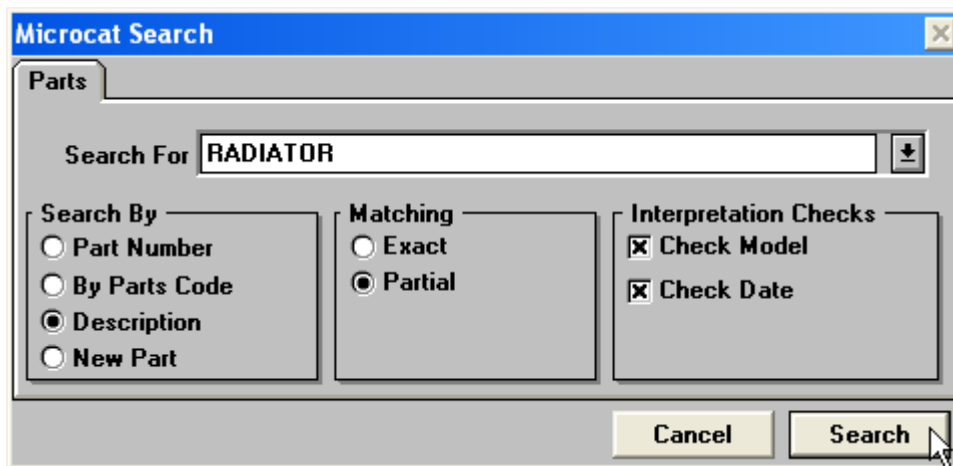 Microcat Search
Parts
Search For RADIATOR
Search By
Part Number
By Parts Code
Description
New Part
Matching
Exact
Partial
Interpretation Checks
Check Model
Check Date
Cancel
Search